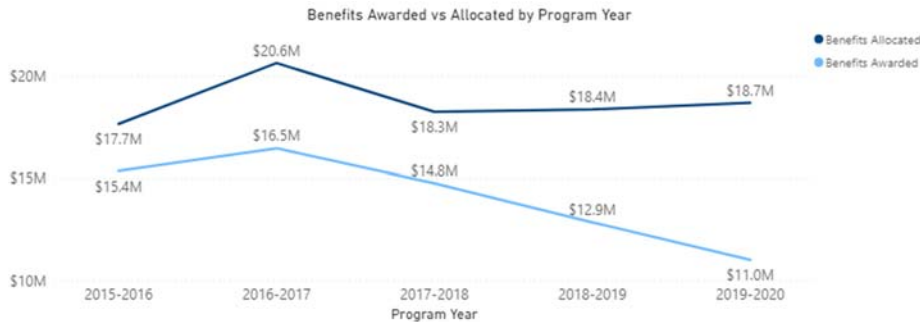 Benefits Awarded vs Allocated by Program Year
Benefits Allocated
Benefits Awarded
$20M
$15M
$10M
$17.7M
$20.6M
$18.3M
$18.4M
$18.7M
$15.4M
$16.5M
$14.8M
$12.9M
$11.0M
2015-2016 2016-2017 2017-2018 2018-2019 2019-2020
Program Year